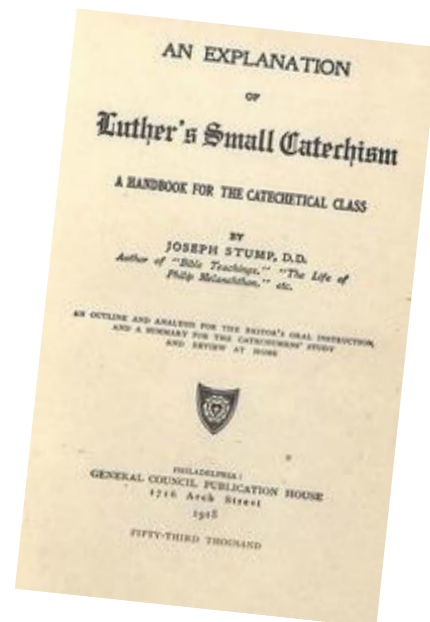 AN EXPLANATION
OF
Luther's Small Catechism
A HANDBOOK FOR THE CATECHETICAL CLASS
BY
JOSEPH STUMP, D.D.
Author of "Bible Teachings," "The Life of
Philip Melanchthon," etc.
AN OUTLINE AND ANALYSIS FOR THE PASTOR'S ORAL INSTRUCTION,
AND A SUMMARY FOR THE CATECHUMENS' STUDY
AND REVIEW AT HOME
PHILADELPHIA:
GENERAL COUNCIL PUBLICATION HOUSE
1716 Arch Street
1918
FIFTY-THIRD THOUSAND